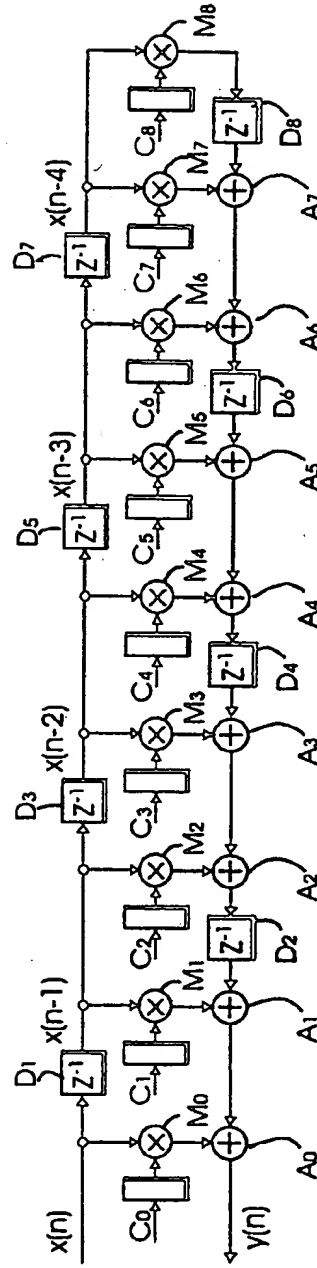 x(n) x(n-1) x(n-2) x(n-3) x(n-4)
D1 D3 D5 D7
Z-1 Z-1 Z-1 Z-1
C0 C1 C2 C3 C4 C5 C6 C7 C8
M0 M1 M2 M3 M4 M5 M6 M7 M8
Z-1 Z-1 Z-1 Z-1
D2 D4 D6 D8
y(n)
A0 A1 A2 A3 A4 A5 A6 A7